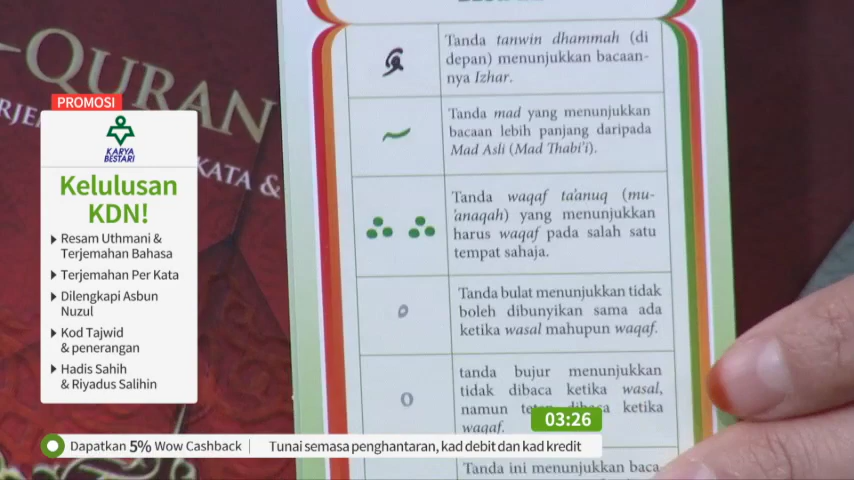 -QURAN
KATA &
PROMOSI
KARYA
BESTARI
Kelulusan
KDN!
Resam Uthmani &
Terjemahan Bahasa
Terjemahan Per Kata
Dilengkapi Asbun
Nuzul
Kod Tajwid
& penerangan
Hadis Sahih
& Riyadus Salihin
Tanda tanwin dhammah (di
depan) menunjukkan bacaan-
nya Izhar.
Tanda mad yang menunjukkan
bacaan lebih panjang daripada
Mad Asli (Mad Thabi'i).
Tanda waqaf ta'anuq (mu-
'anaqah) yang menunjukkan
harus waqaf pada salah satu
tempat sahaja.
Tanda bulat menunjukkan tidak
boleh dibunyikan sama ada
ketika wasal mahupun waqaf.
tanda bujur menunjukkan
tidak dibaca ketika wasal,
namun dibaca ketika
waqaf.
Tanda ini menunjukkan baca
03:26
Dapatkan 5% Wow Cashback | Tunai semasa penghantaran, kad debit dan kad kredit